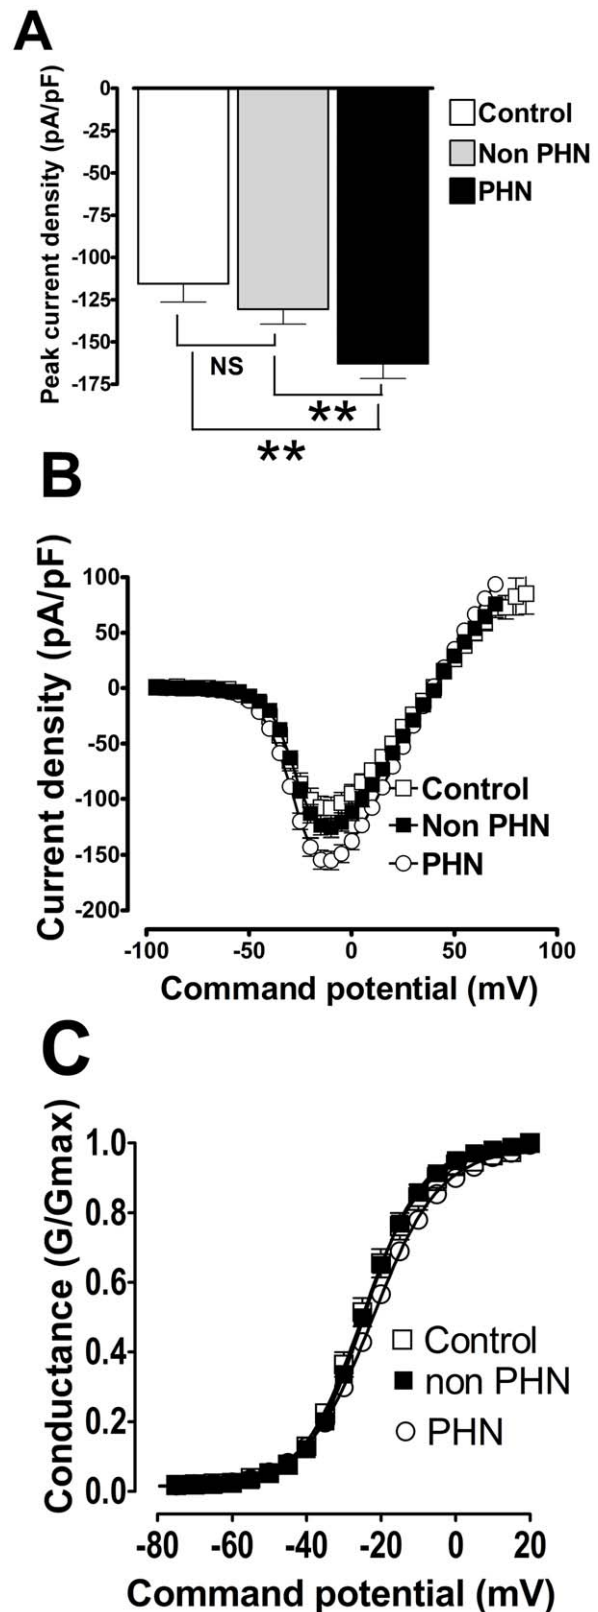 A
Peak current density (pA/pF)
0
-25
-50
-75
-100
-125
-150
-175
Control
Non PHN
PHN
NS
**
**
B
Current density (pA/pF)
100
50
0
-50
-100
-150
-200
-100 -50 0 50 100
Control
Non PHN
PHN
Command potential (mV)
C
Conductance (G/Gmax)
1.0
0.8
0.6
0.4
0.2
0.0
-80 -60 -40 -20 0 20
Control
non PHN
PHN
Command potential (mV)